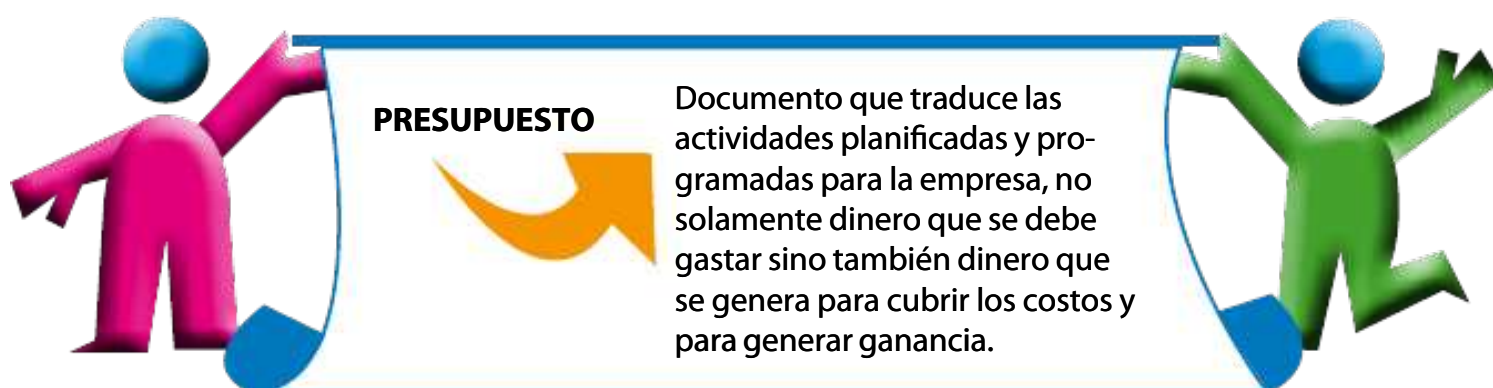 PRESUPUESTO
Documento que traduce las
actividades planificadas y pro-
gramadas para la empresa, no
solamente dinero que se debe
gastar sino también dinero que
se genera para cubrir los costos y
para generar ganancia.